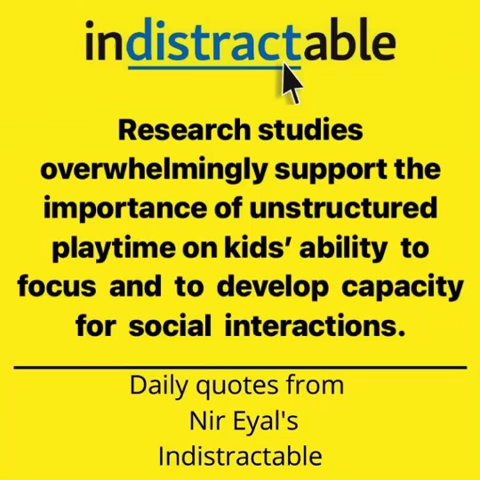 indistractable
Research studies
overwhelmingly support the
importance of unstructured
playtime on kids’ ability to
focus and to develop capacity
for social interactions.
Daily quotes from
Nir Eyal's
Indistractable